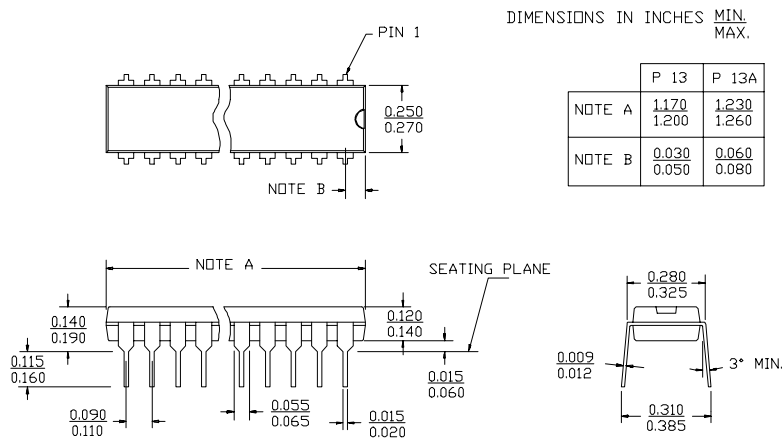 DIMENSIONS IN INCHES MIN.
MAX.
PIN 1
P 13 P 13A
NOTE A 1.170 1.230
1.200 1.260
NOTE B 0.030 0.060
0.050 0.080
0.250
0.270
NOTE B
NOTE A
SEATING PLANE
0.280
0.325
0.140
0.190
0.120
0.140
0.115
0.160
0.015
0.060
0.009
0.012
3° MIN.
0.090
0.110
0.055
0.065
0.015
0.020
0.310
0.385